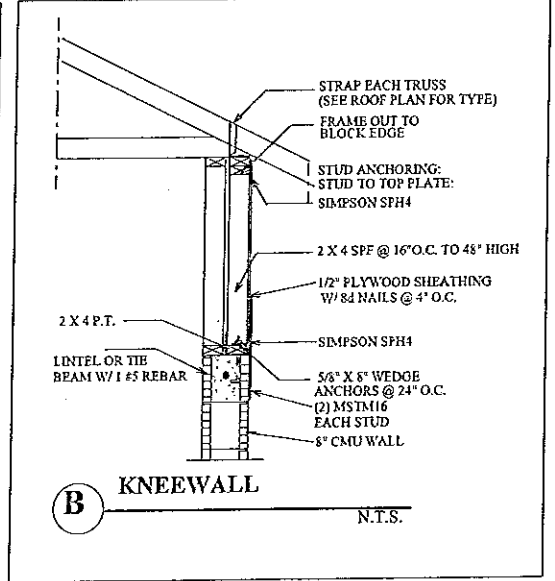 STRAP EACH TRUSS
(SEE ROOF PLAN FOR TYPE)
FRAME OUT TO
BLOCK EDGE
STUD ANCHORING:
STUD TO TOP PLATE:
SIMPSON SPH4
2 X 4 SPF @ 16"O.C. TO 48" HIGH
1/2" PLYWOOD SHEATHING
W/ 8d NAILS @ 4" O.C.
2 X 4 P.T.
SIMPSON SPH4
LINTEL OR TIE
BEAM W/ 1 #5 REBAR
5/8" X 8" WEDGE
ANCHORS @ 24" O.C.
(2) MSTM16
EACH STUD
8" CMU WALL
B KNEEWALL
N.T.S.